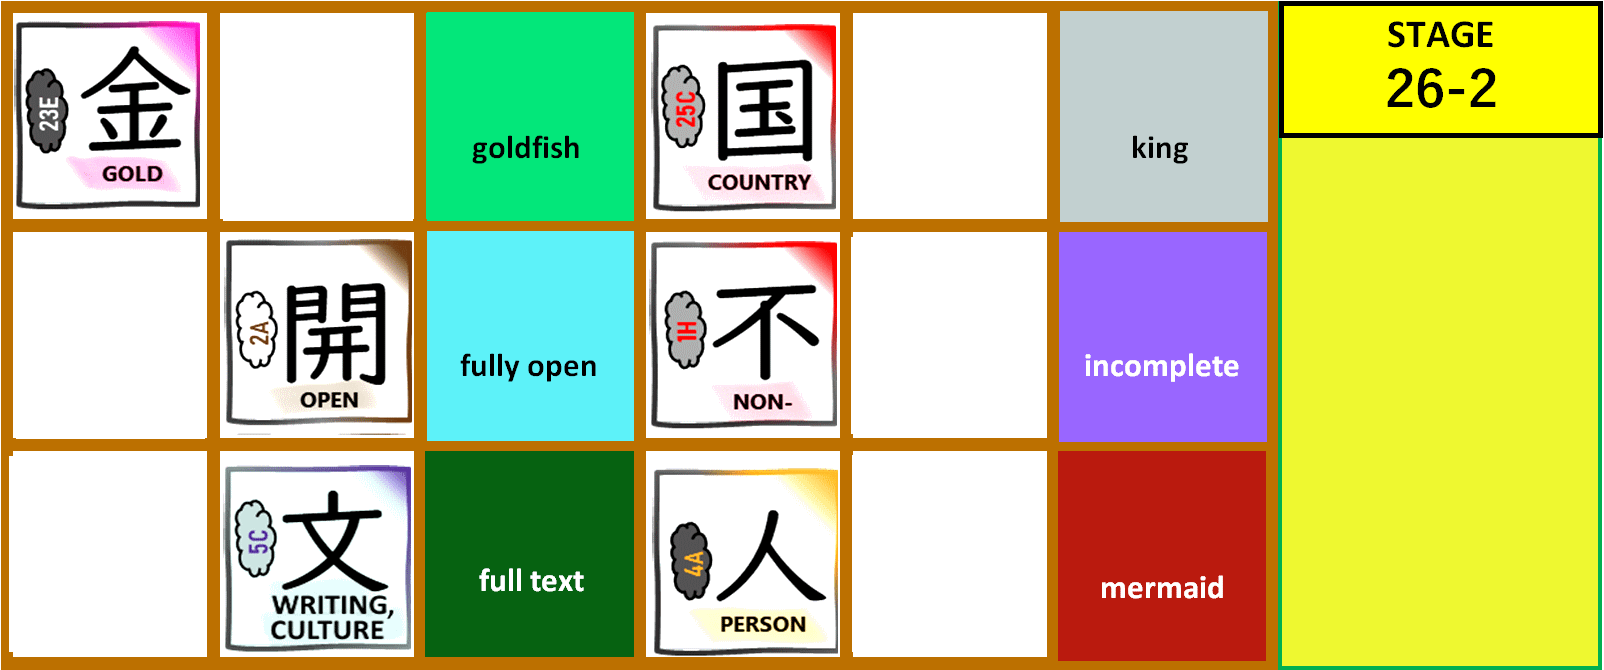 金
23E
GOLD
goldfish
国
25C
COUNTRY
king
STAGE
26-2
開
2A
OPEN
fully open
不
1H
NON-
incomplete
文
5C
WRITING,
CULTURE
full text
人
4A
PERSON
mermaid